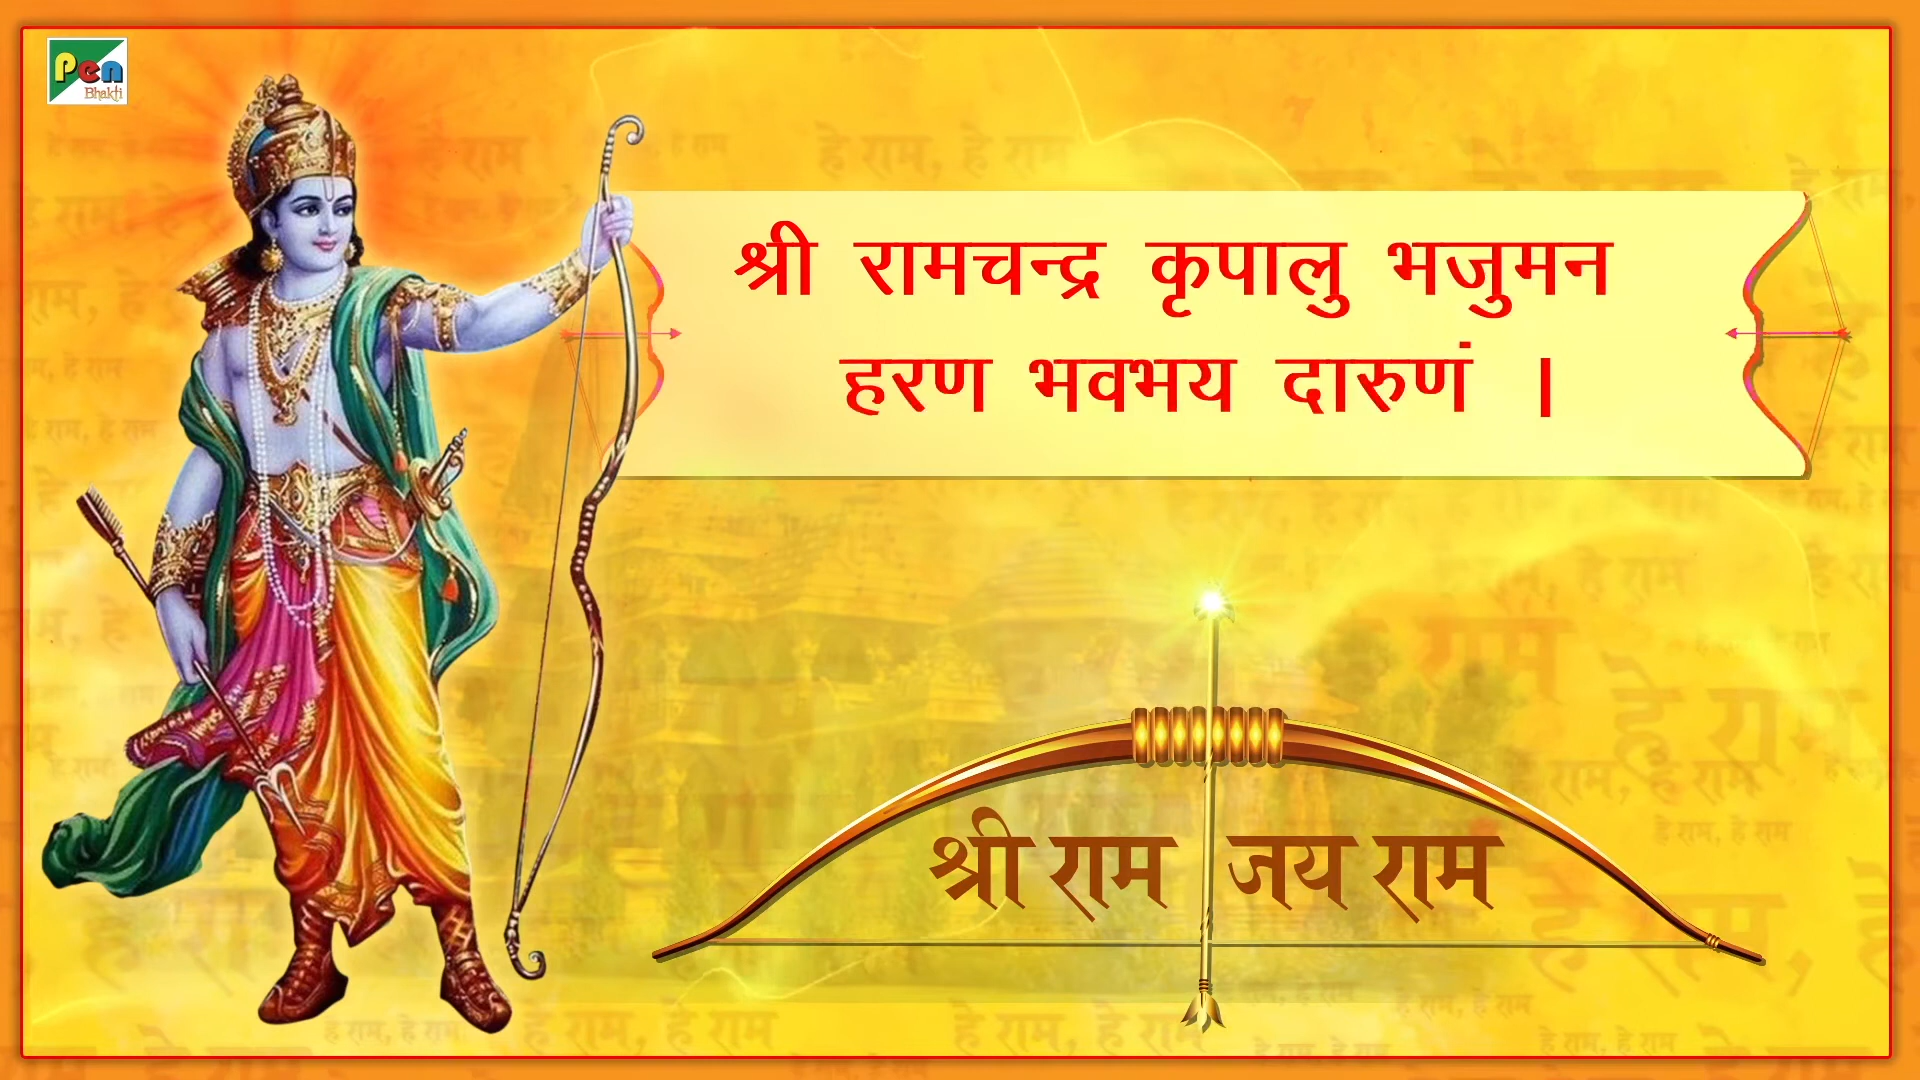 Pen
Bhakti
श्री रामचन्द्र कृपालु भजुमन
हरण भवभय दारुणं ।
श्री राम जय राम
हे राम, हे राम